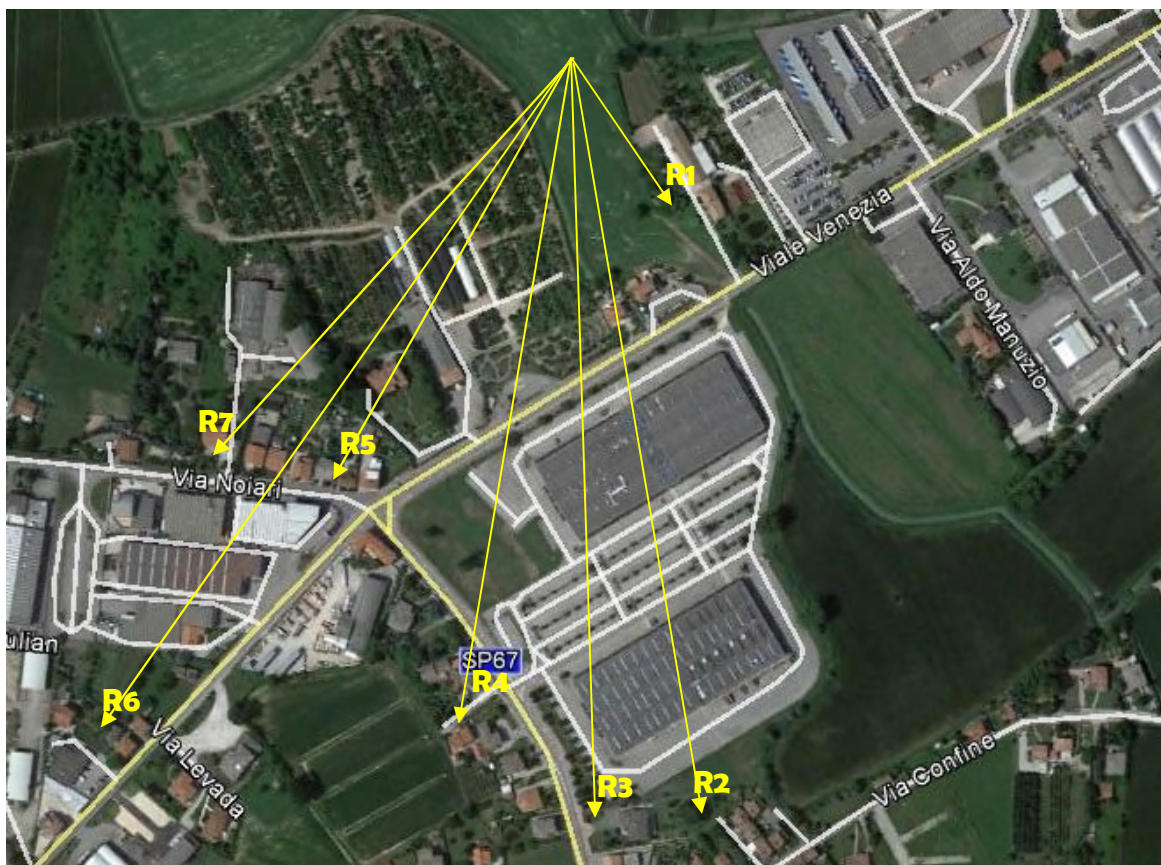 R1
Viale Venezia
Via Aldo Manuzio
R7
R5
Via Noiari
ulian
SP67
R4
R6
Via Levada
R3
R2
Via Confine